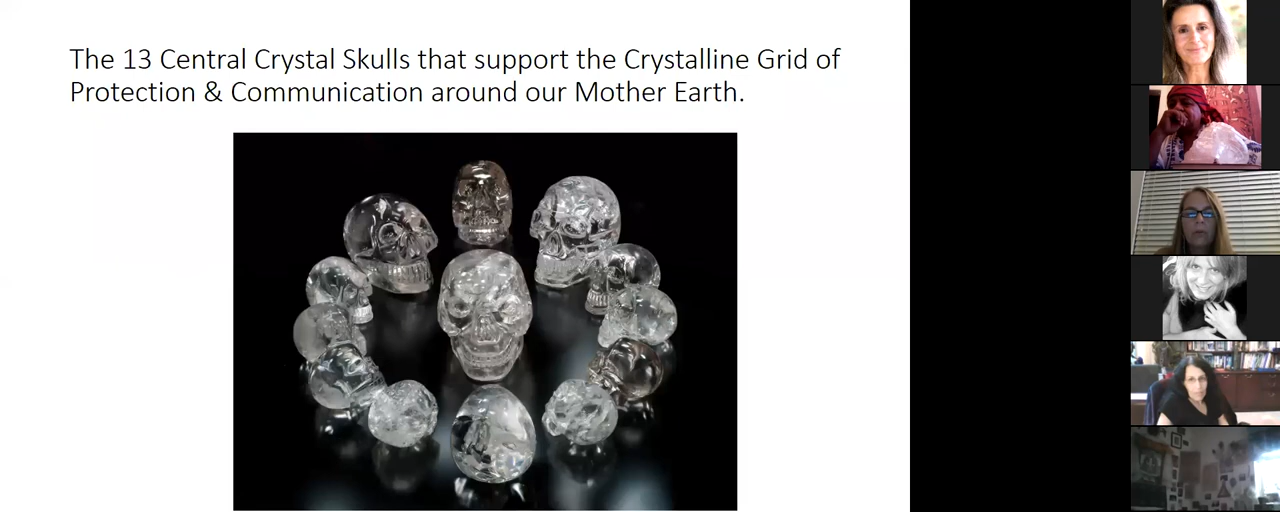 The 13 Central Crystal Skulls that support the Crystalline Grid of
Protection & Communication around our Mother Earth.